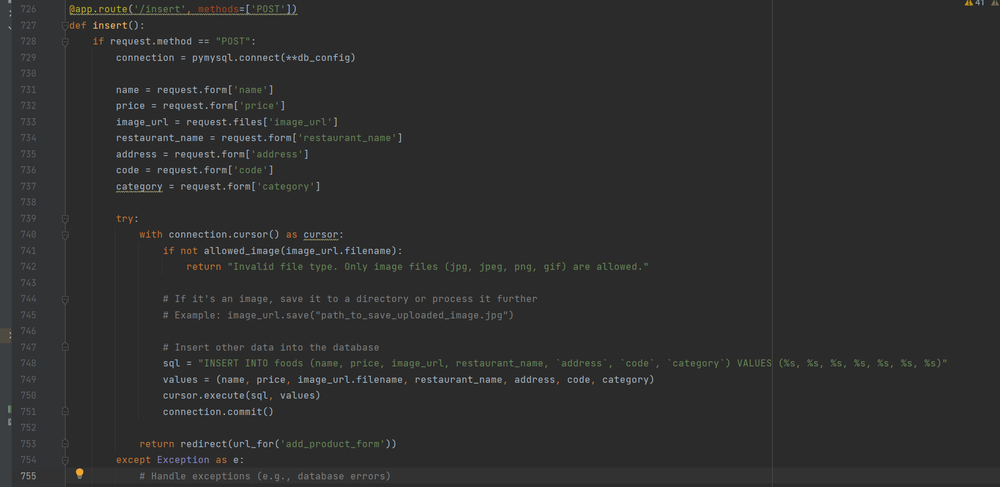 41
726 @app.route('/insert', methods=['POST'])
727 def insert():
728     if request.method == "POST":
729         connection = pymysql.connect(**db_config)
730
731         name = request.form['name']
732         price = request.form['price']
733         image_url = request.files['image_url']
734         restaurant_name = request.form['restaurant_name']
735         address = request.form['address']
736         code = request.form['code']
737         category = request.form['category']
738
739         try:
740             with connection.cursor() as cursor:
741                 if not allowed_image(image_url.filename):
742                     return "Invalid file type. Only image files (jpg, jpeg, png, gif) are allowed."
743
744                 # If it's an image, save it to a directory or process it further
745                 # Example: image_url.save("path_to_save_uploaded_image.jpg")
746
747                 # Insert other data into the database
748                 sql = "INSERT INTO foods (name, price, image_url, restaurant_name, `address`, `code`, `category`) VALUES (%s, %s, %s, %s, %s, %s, %s)"
749                 values = (name, price, image_url.filename, restaurant_name, address, code, category)
750                 cursor.execute(sql, values)
751                 connection.commit()
752
753             return redirect(url_for('add_product_form'))
754         except Exception as e:
755             # Handle exceptions (e.g., database errors)